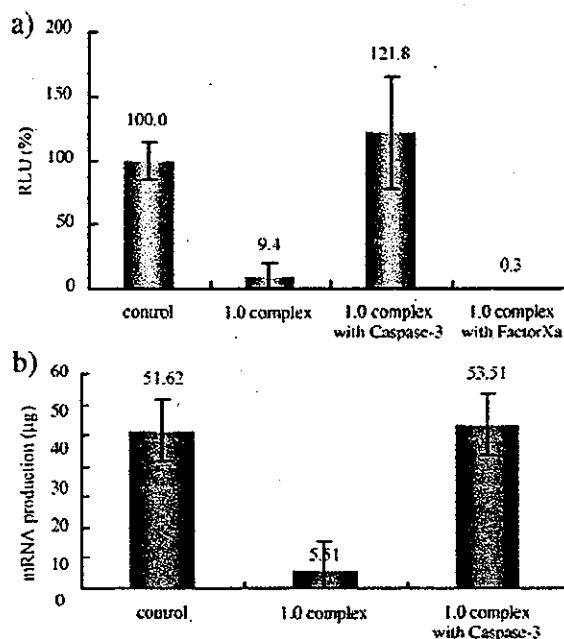 a)
200
150
100
50
0
RLU (%)
100.0
9.4
121.8
0.3
control
1.0 complex
1.0 complex
with Caspase-3
1.0 complex
with FactorXa
b)
60
50
40
30
20
10
0
mRNA production (μg)
51.62
5.51
53.51
control
1.0 complex
1.0 complex
with Caspase-3